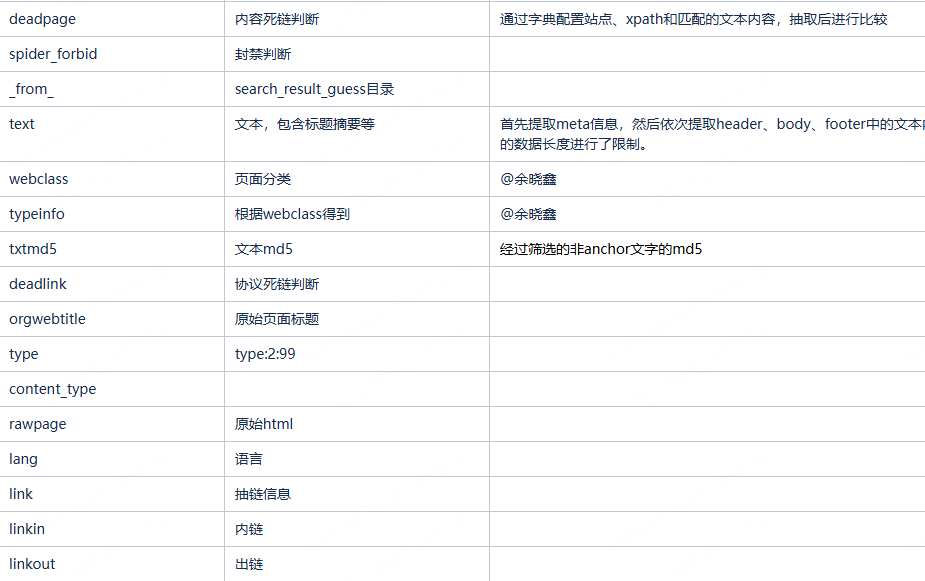 deadpage 内容死链判断 通过字典配置站点、xpath和匹配的文本内容，抽取后进行比较
spider_forbid 封禁判断
_from_ search_result_guess目录
text 文本，包含标题摘要等 首先提取meta信息，然后依次提取header、body、footer中的文本
的数据长度进行了限制。
webclass 页面分类 @余晓鑫
typeinfo 根据webclass得到 @余晓鑫
txtmd5 文本md5 经过筛选的非anchor文字的md5
deadlink 协议死链判断
orgwebtitle 原始页面标题
type type:2:99
content_type
rawpage 原始html
lang 语言
link 抽链信息
linkin 内链
linkout 出链